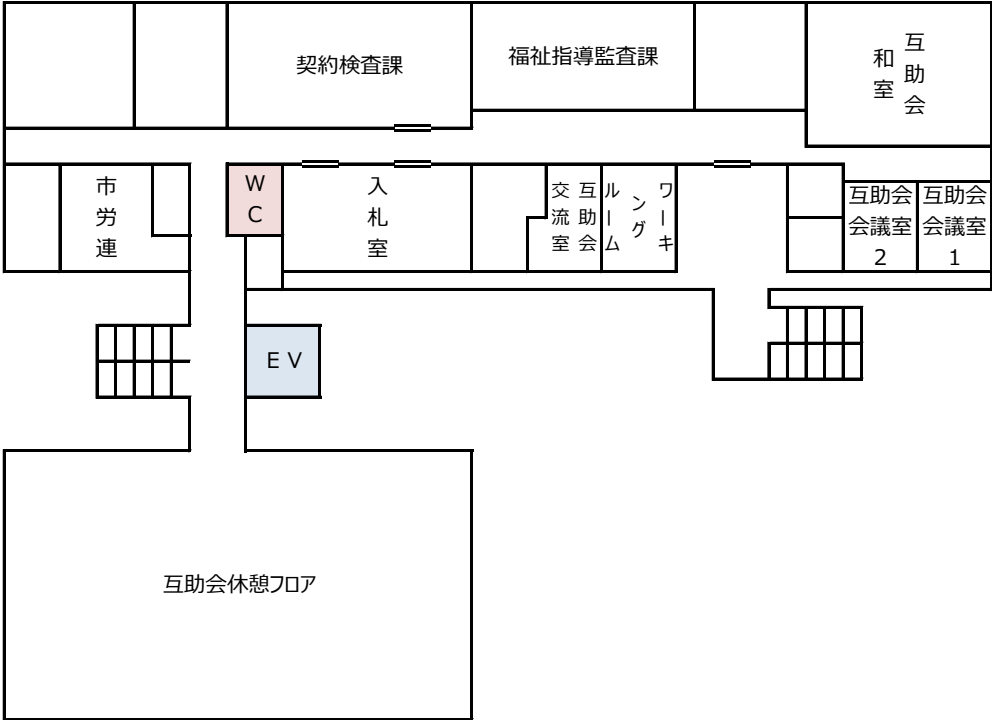 契約検査課
福祉指導監査課
互助会
和室
市労連
WC
入札室
互助会
交流室
ワーキ
ング
ルーム
互助会
会議室
2
互助会
会議室
1
EV
互助会休憩フロア